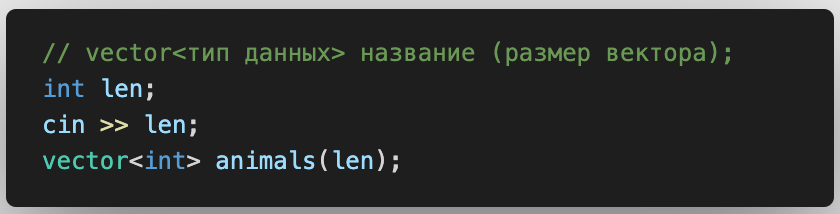 // vector<тип данных> название (размер вектора);
int len;
cin >> len;
vector<int> animals(len);